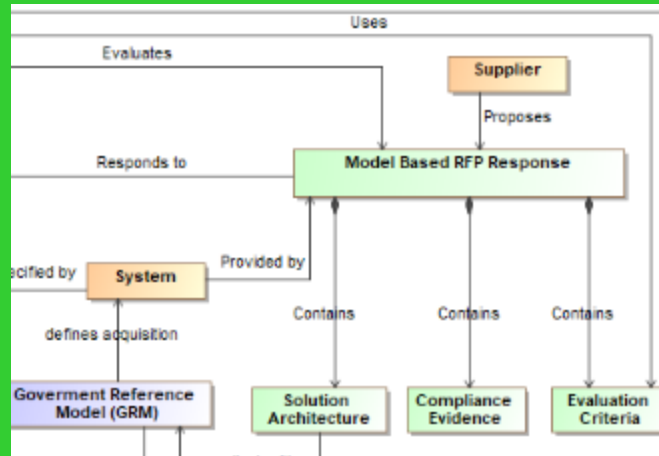 Uses
Evaluates
Supplier
Proposes
Responds to
Model Based RFP Response
ecified by
System
Provided by
defines acquisition
Contains
Contains
Contains
Goverment Reference
Model (GRM)
Solution
Architecture
Compliance
Evidence
Evaluation
Criteria